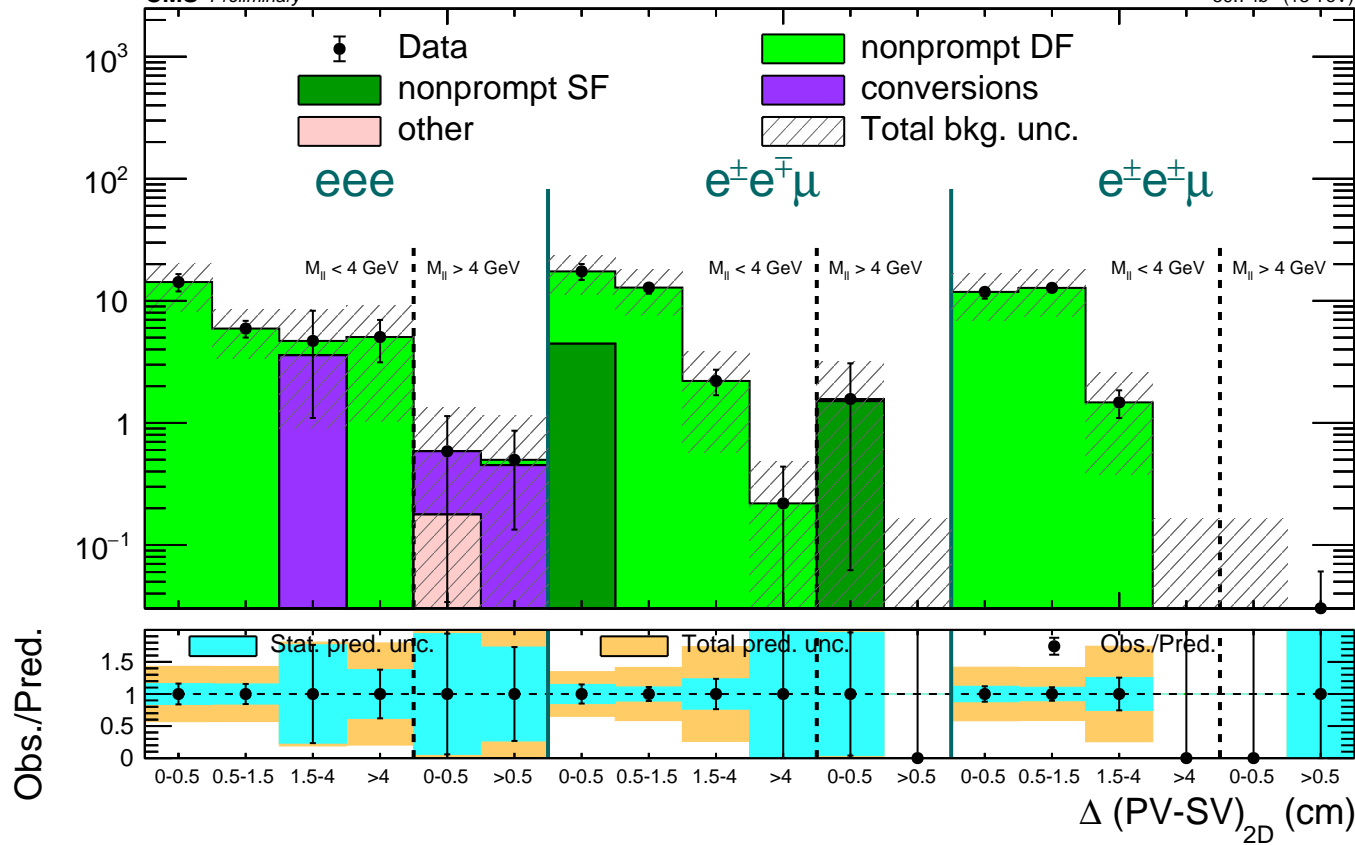 CMS Preliminary
Data
nonprompt DF
nonprompt SF
conversions
other
Total bkg. unc.
eee
e±e∓μ
e±e±μ
M_ll < 4 GeV M_ll > 4 GeV
M_ll < 4 GeV M_ll > 4 GeV
M_ll < 4 GeV M_ll > 4 GeV
10³
10²
10
1
10⁻¹
Obs./Pred.
Stat. pred. unc.
Total pred. unc.
Obs./Pred.
1.5
1
0.5
0
0-0.5 0.5-1.5 1.5-4 >4 0-0.5 >0.5 0-0.5 0.5-1.5 1.5-4 >4 0-0.5 >0.5 0-0.5 0.5-1.5 1.5-4 >4 0-0.5 >0.5
Δ (PV-SV)_2D (cm)